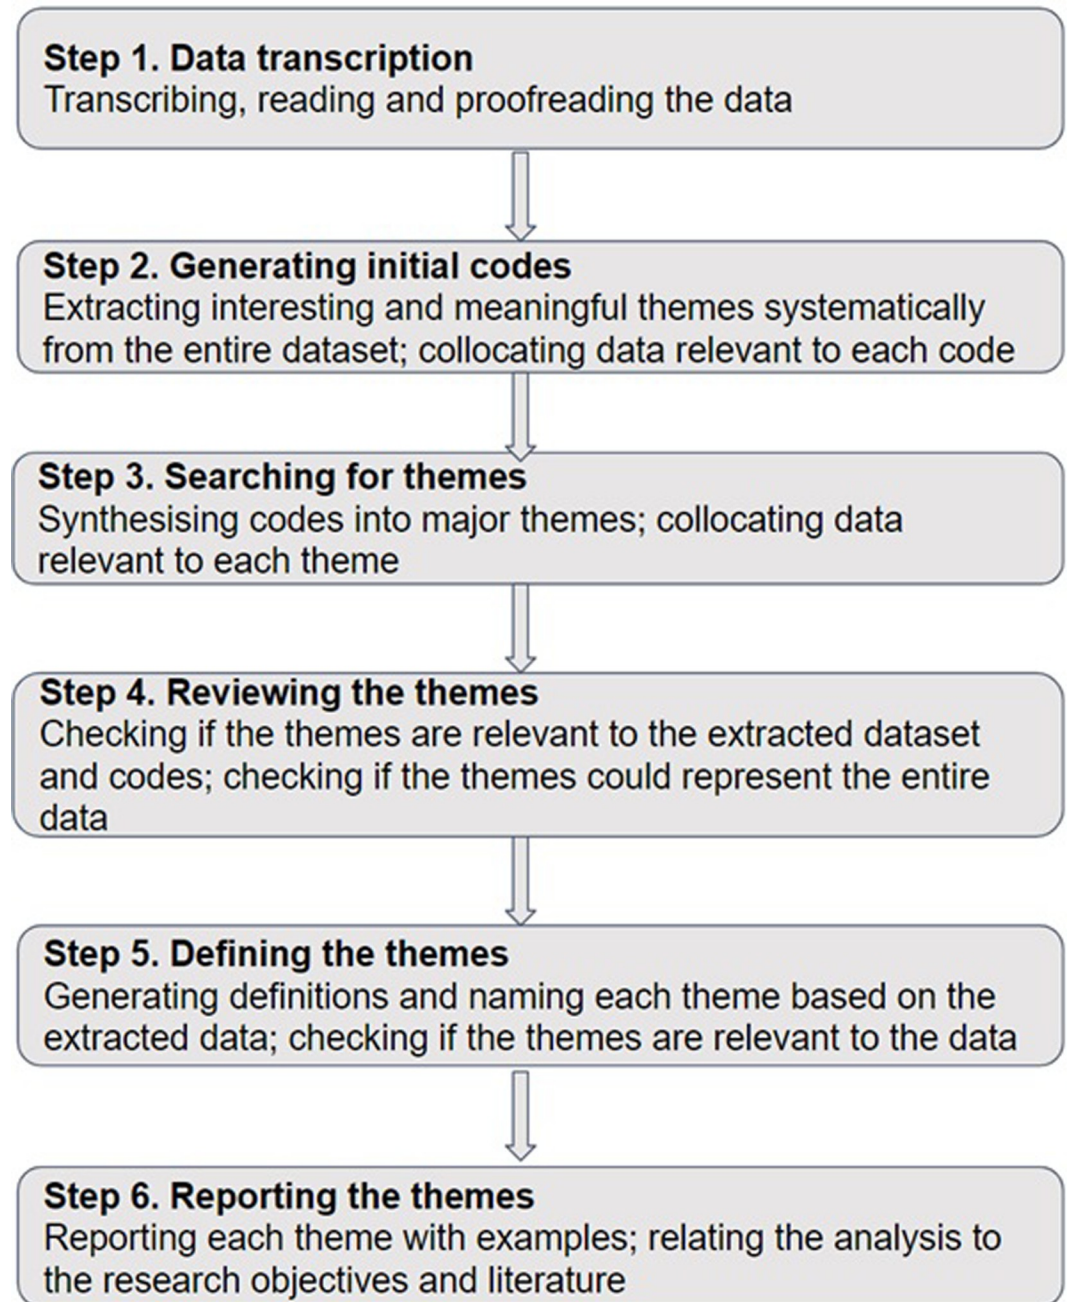 Step 1. Data transcription
Transcribing, reading and proofreading the data
Step 2. Generating initial codes
Extracting interesting and meaningful themes systematically
from the entire dataset; collocating data relevant to each code
Step 3. Searching for themes
Synthesising codes into major themes; collocating data
relevant to each theme
Step 4. Reviewing the themes
Checking if the themes are relevant to the extracted dataset
and codes; checking if the themes could represent the entire
data
Step 5. Defining the themes
Generating definitions and naming each theme based on the
extracted data; checking if the themes are relevant to the data
Step 6. Reporting the themes
Reporting each theme with examples; relating the analysis to
the research objectives and literature